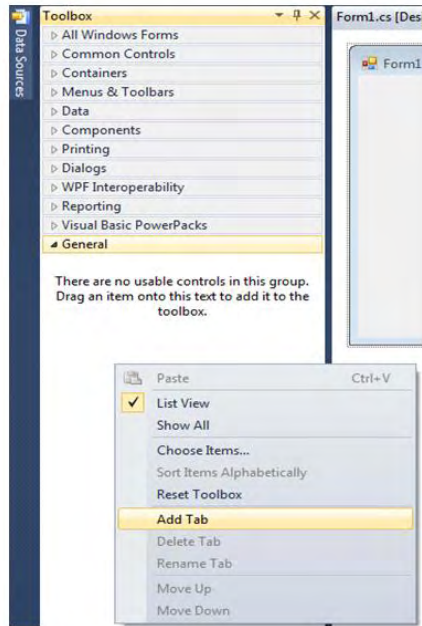 Toolbox
Form1.cs [Des
Data Sources
All Windows Forms
Common Controls
Containers
Menus & Toolbars
Data
Components
Printing
Dialogs
WPF Interoperability
Reporting
Visual Basic PowerPacks
General
Form1
There are no usable controls in this group.
Drag an item onto this text to add it to the
toolbox.
Paste Ctrl+V
List View
Show All
Choose Items...
Sort Items Alphabetically
Reset Toolbox
Add Tab
Delete Tab
Rename Tab
Move Up
Move Down